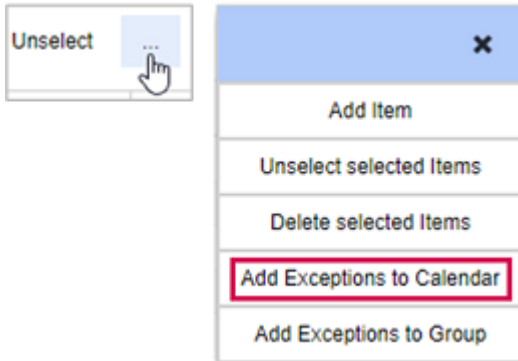 Unselect ...
Add Item
Unselect selected Items
Delete selected Items
Add Exceptions to Calendar
Add Exceptions to Group